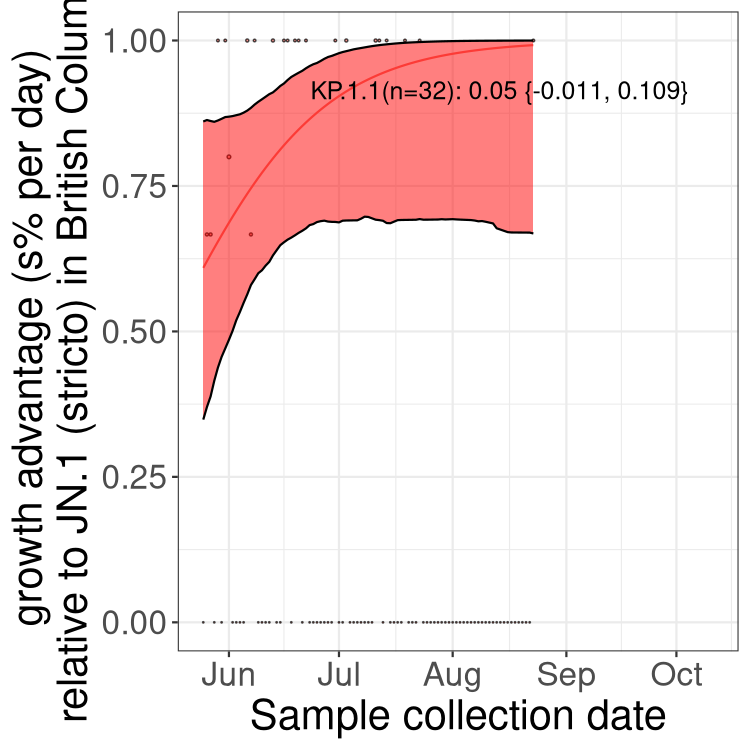 growth advantage (s% per day)
relative to JN.1 (stricto) in British Colum
1.00
0.75
0.50
0.25
0.00
KP.1.1(n=32): 0.05 {-0.011, 0.109}
Jun Jul Aug Sep Oct
Sample collection date